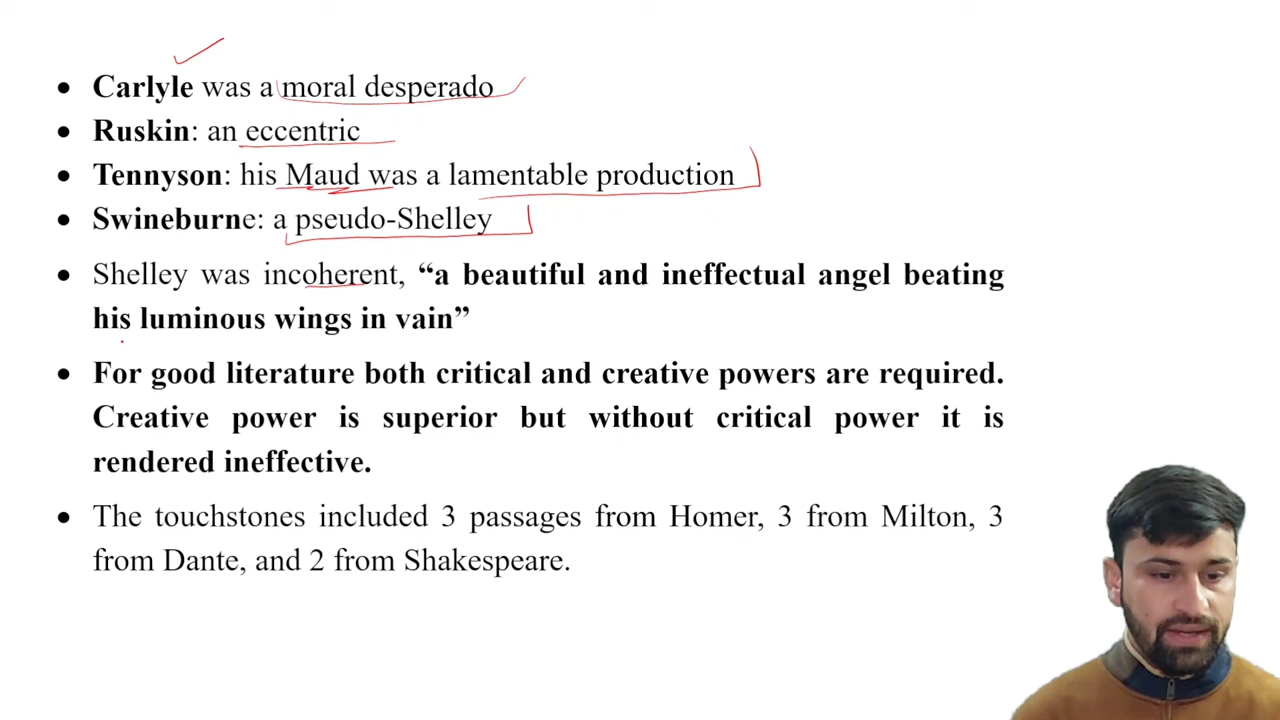 • Carlyle was a moral desperado
• Ruskin: an eccentric
• Tennyson: his Maud was a lamentable production
• Swineburne: a pseudo-Shelley
• Shelley was incoherent, “a beautiful and ineffectual angel beating
his luminous wings in vain”
• For good literature both critical and creative powers are required.
Creative power is superior but without critical power it is
rendered ineffective.
• The touchstones included 3 passages from Homer, 3 from Milton, 3
from Dante, and 2 from Shakespeare.